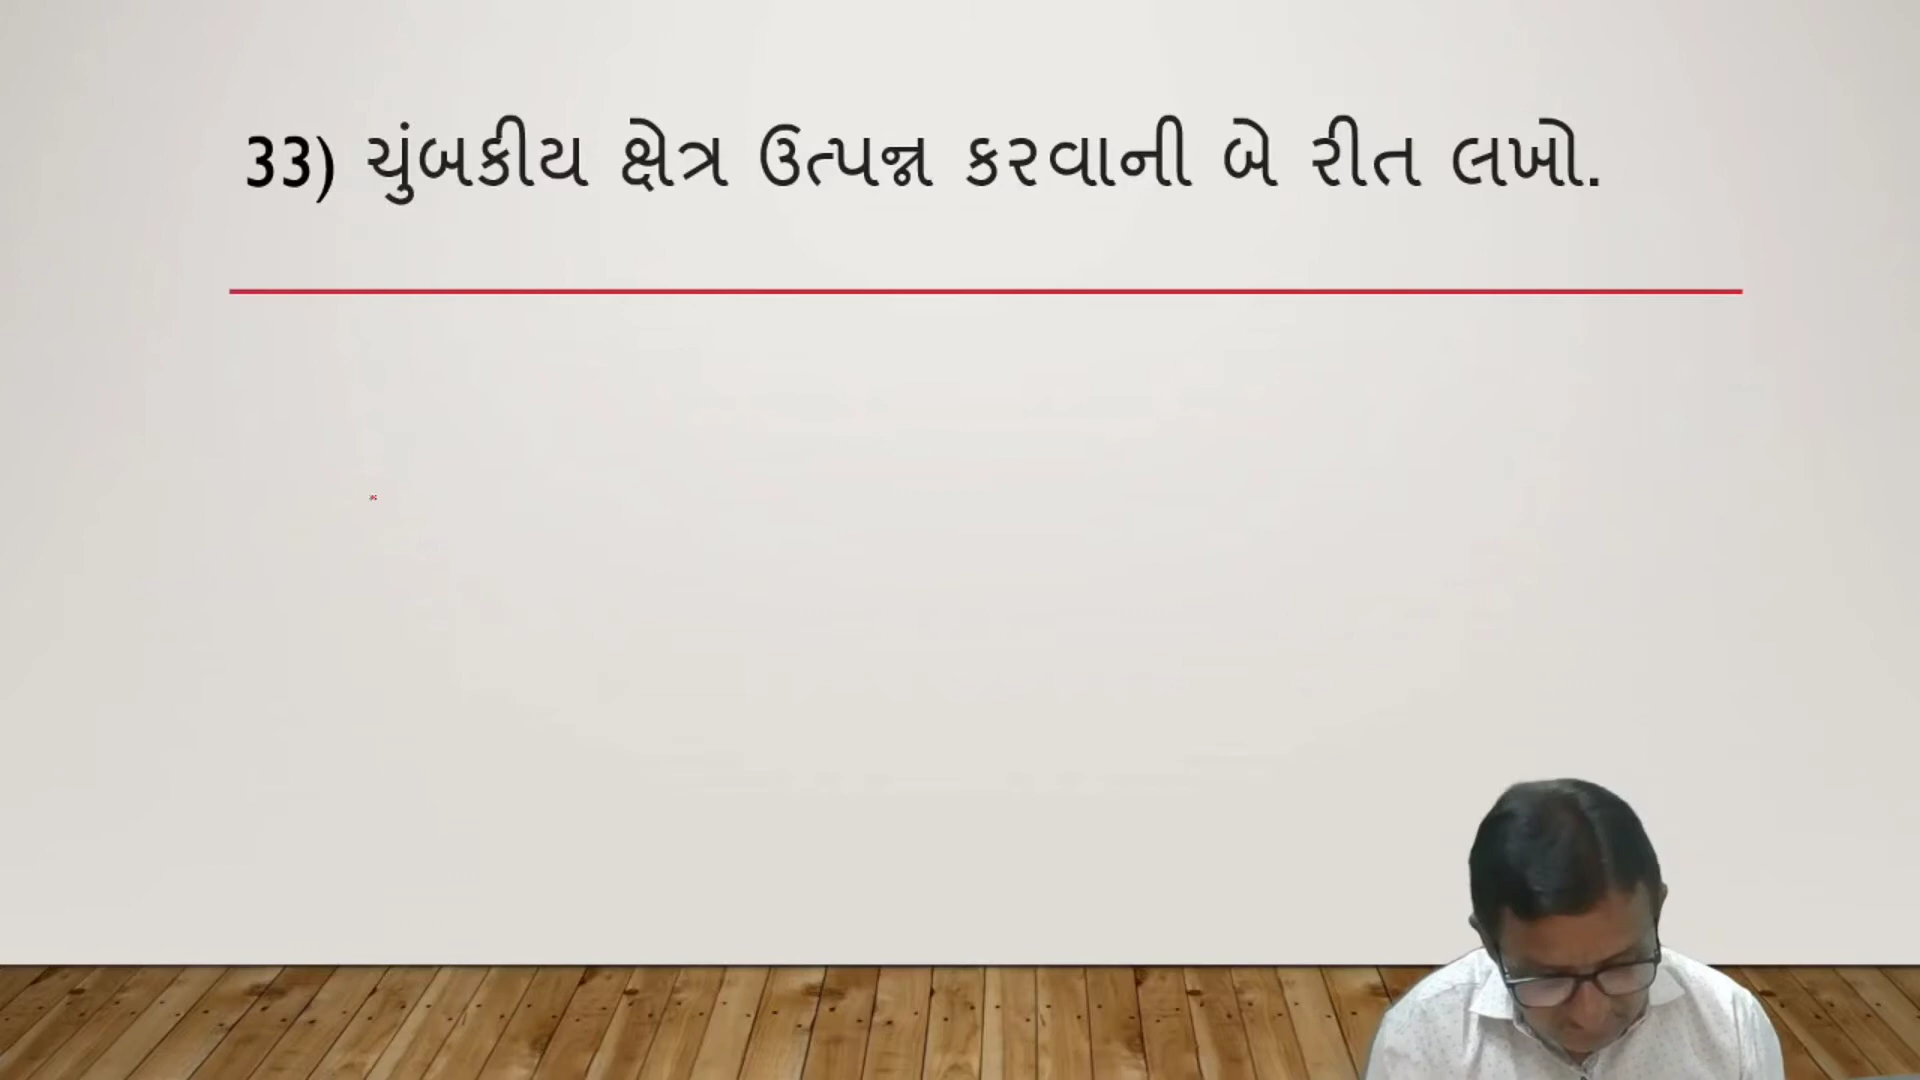 33) ચુંબકીય ક્ષેત્ર ઉત્પન્ન કરવાની બે રીત લખો.